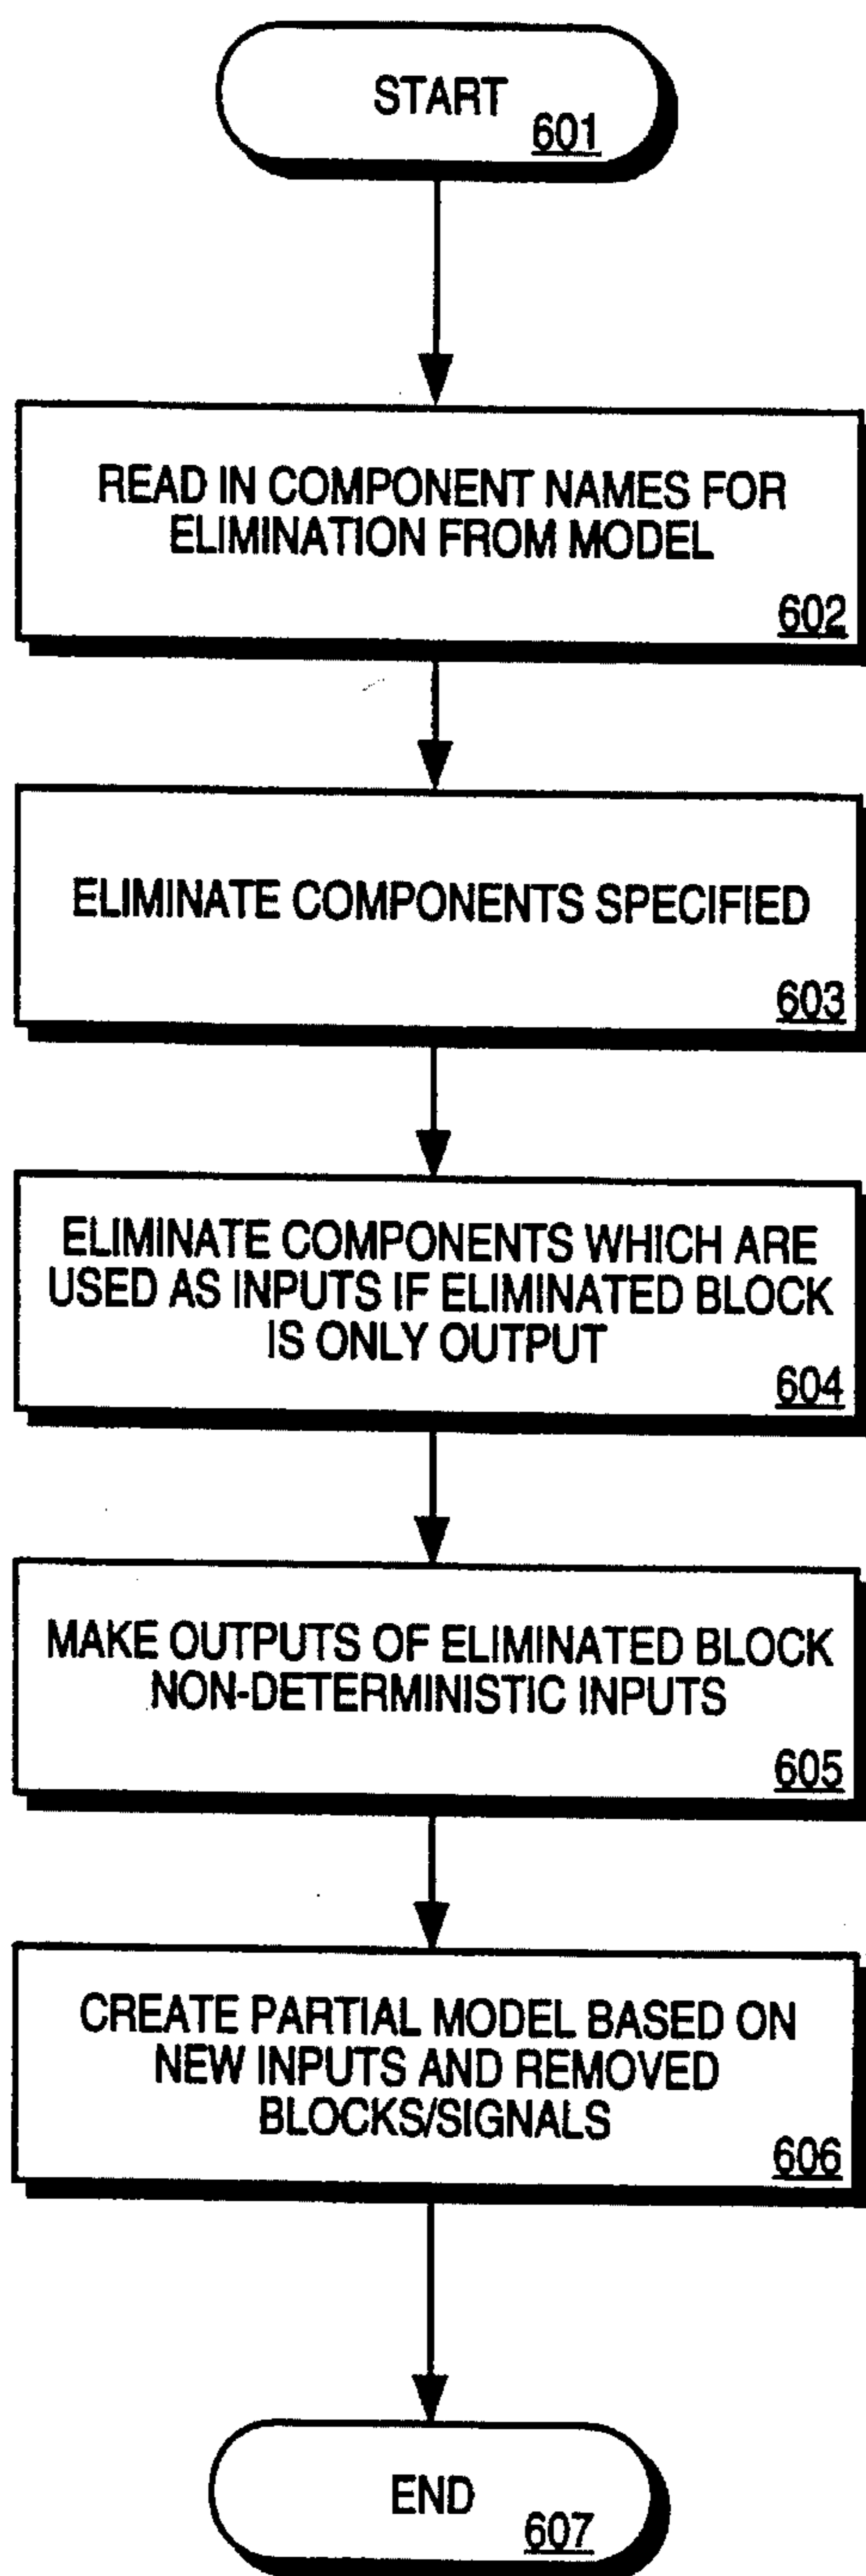 START
601
READ IN COMPONENT NAMES FOR
ELIMINATION FROM MODEL
602
ELIMINATE COMPONENTS SPECIFIED
603
ELIMINATE COMPONENTS WHICH ARE
USED AS INPUTS IF ELIMINATED BLOCK
IS ONLY OUTPUT
604
MAKE OUTPUTS OF ELIMINATED BLOCK
NON-DETERMINISTIC INPUTS
605
CREATE PARTIAL MODEL BASED ON
NEW INPUTS AND REMOVED
BLOCKS/SIGNALS
606
END
607